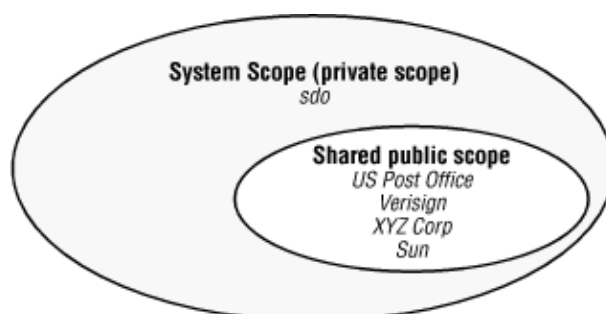 System Scope (private scope)
sdo
Shared public scope
US Post Office
Verisign
XYZ Corp
Sun